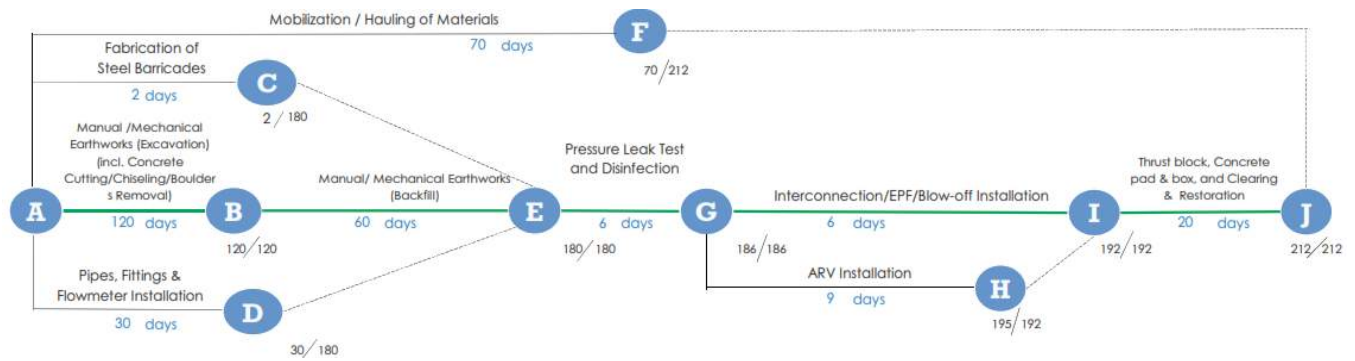 Mobilization / Hauling of Materials
70 days
F
70/212
Fabrication of
Steel Barricades
2 days
C
2/180
Manual /Mechanical
Earthworks (Excavation)
(incl. Concrete
Cutting/Chiseling/Boulder
s Removal)
A
120 days
B
120/120
Manual/ Mechanical Earthworks
(Backfill)
60 days
E
180/180
Pressure Leak Test
and Disinfection
6 days
G
186/186
Interconnection/EPF/Blow-off Installation
6 days
I
192/192
Thrust block, Concrete
pad & box, and Clearing
& Restoration
20 days
J
212/212
Pipes, Fittings &
Flowmeter Installation
30 days
D
30/180
ARV Installation
9 days
H
195/192